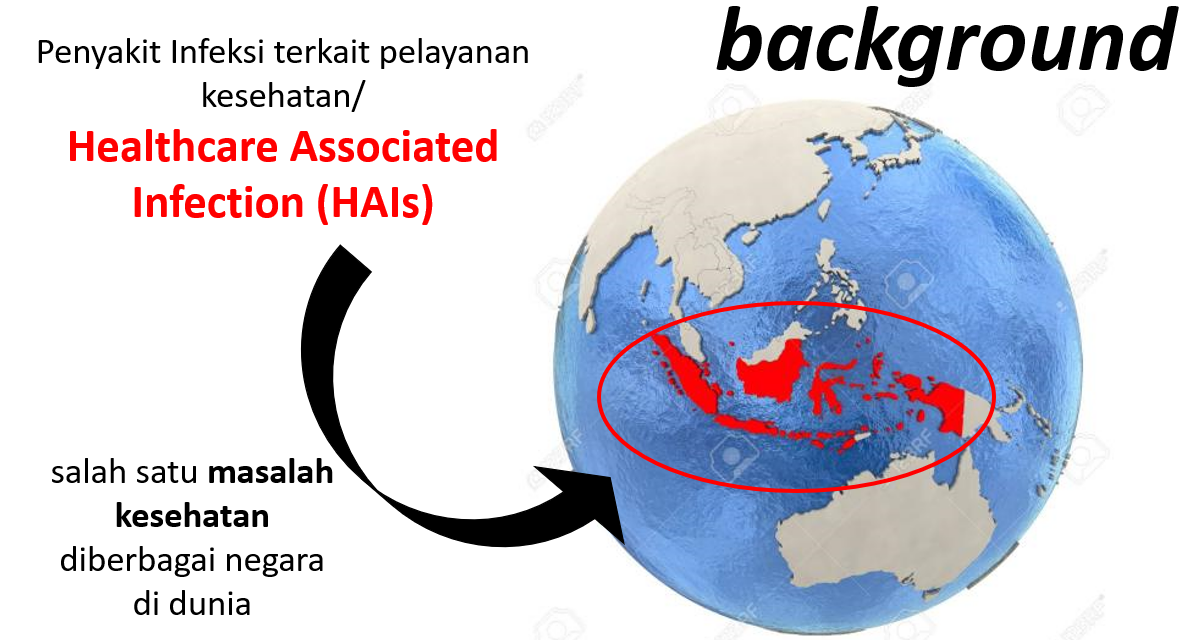 background
Penyakit Infeksi terkait pelayanan
kesehatan/
Healthcare Associated
Infection (HAIs)
salah satu masalah
kesehatan
diberbagai negara
di dunia